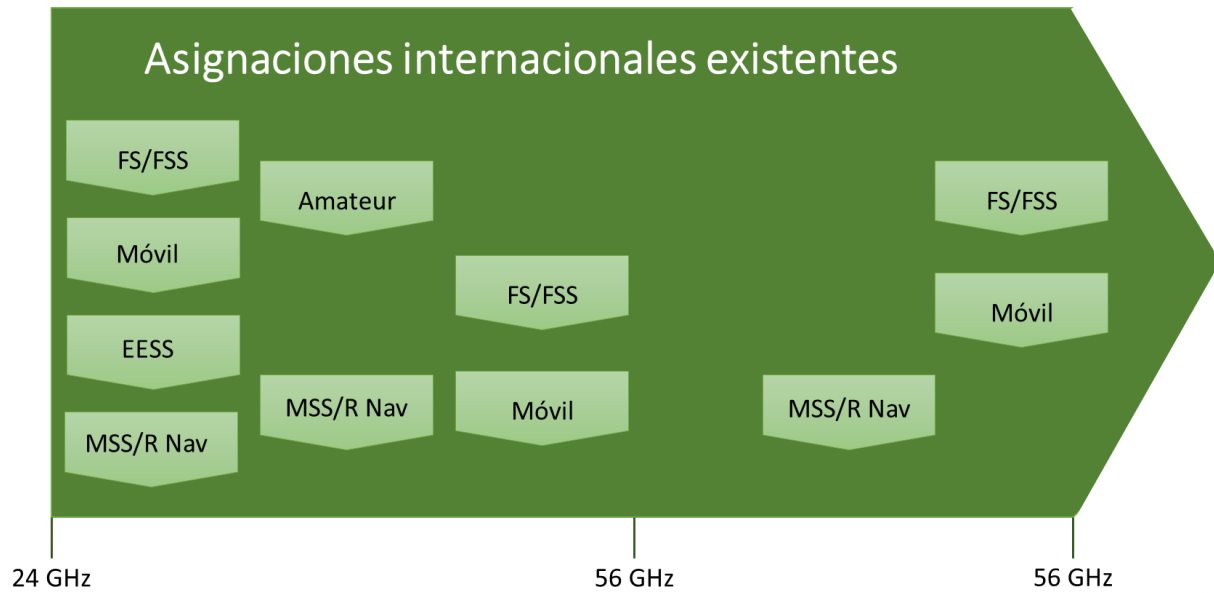 Asignaciones internacionales existentes
FS/FSS
Móvil
EESS
MSS/R Nav
Amateur
MSS/R Nav
FS/FSS
Móvil
MSS/R Nav
FS/FSS
Móvil
24 GHz
56 GHz
56 GHz